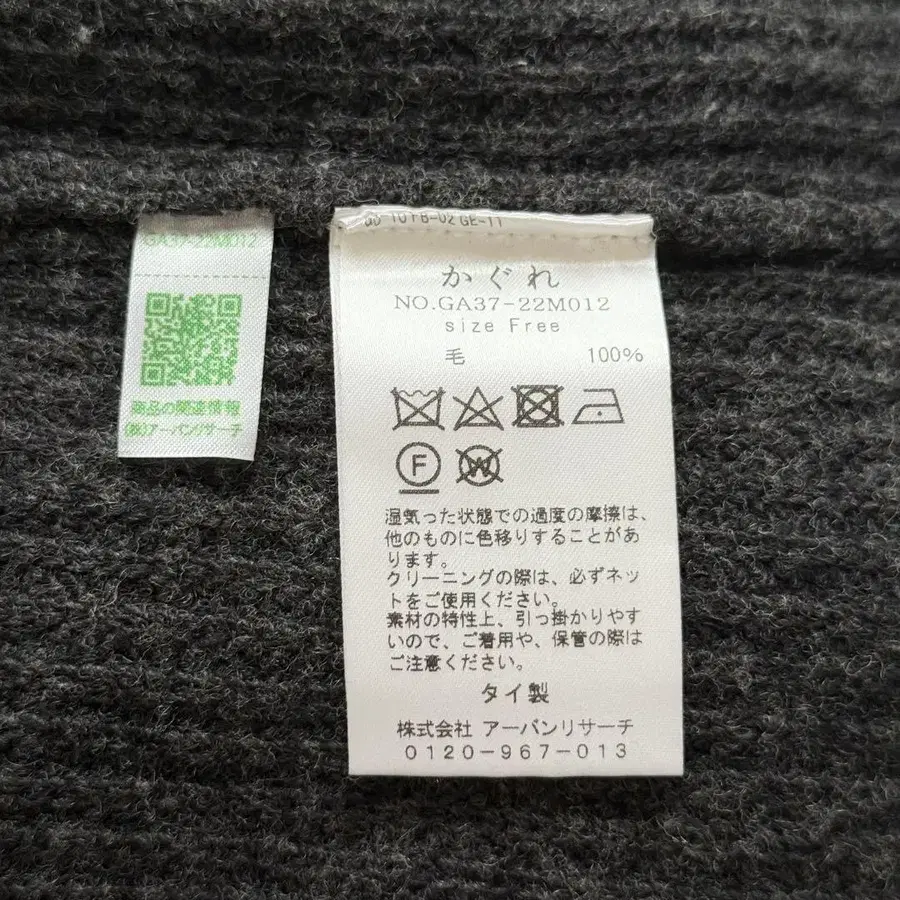 GA37-22M012
商品の関連情報
(株)アーバンリサーチ
10 FB-02 GE-11
かぐれ
NO.GA37-22M012
size Free
毛 100%
F
W
湿気った状態での過度の摩擦は、
他のものに色移りすることがあ
ります。
クリーニングの際は、必ずネッ
トをご使用ください。
素材の特性上、引っ掛かりやす
いので、ご着用や、保管の際は
ご注意ください。
タイ製
株式会社 アーバンリサーチ
0120-967-013